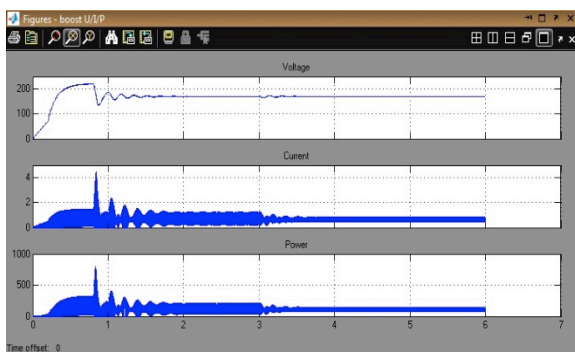 Figures - boost U/I/P
Voltage
200
100
0
Current
4
2
0
Power
1000
500
0
0 1 2 3 4 5 6 7
Time offset: 0